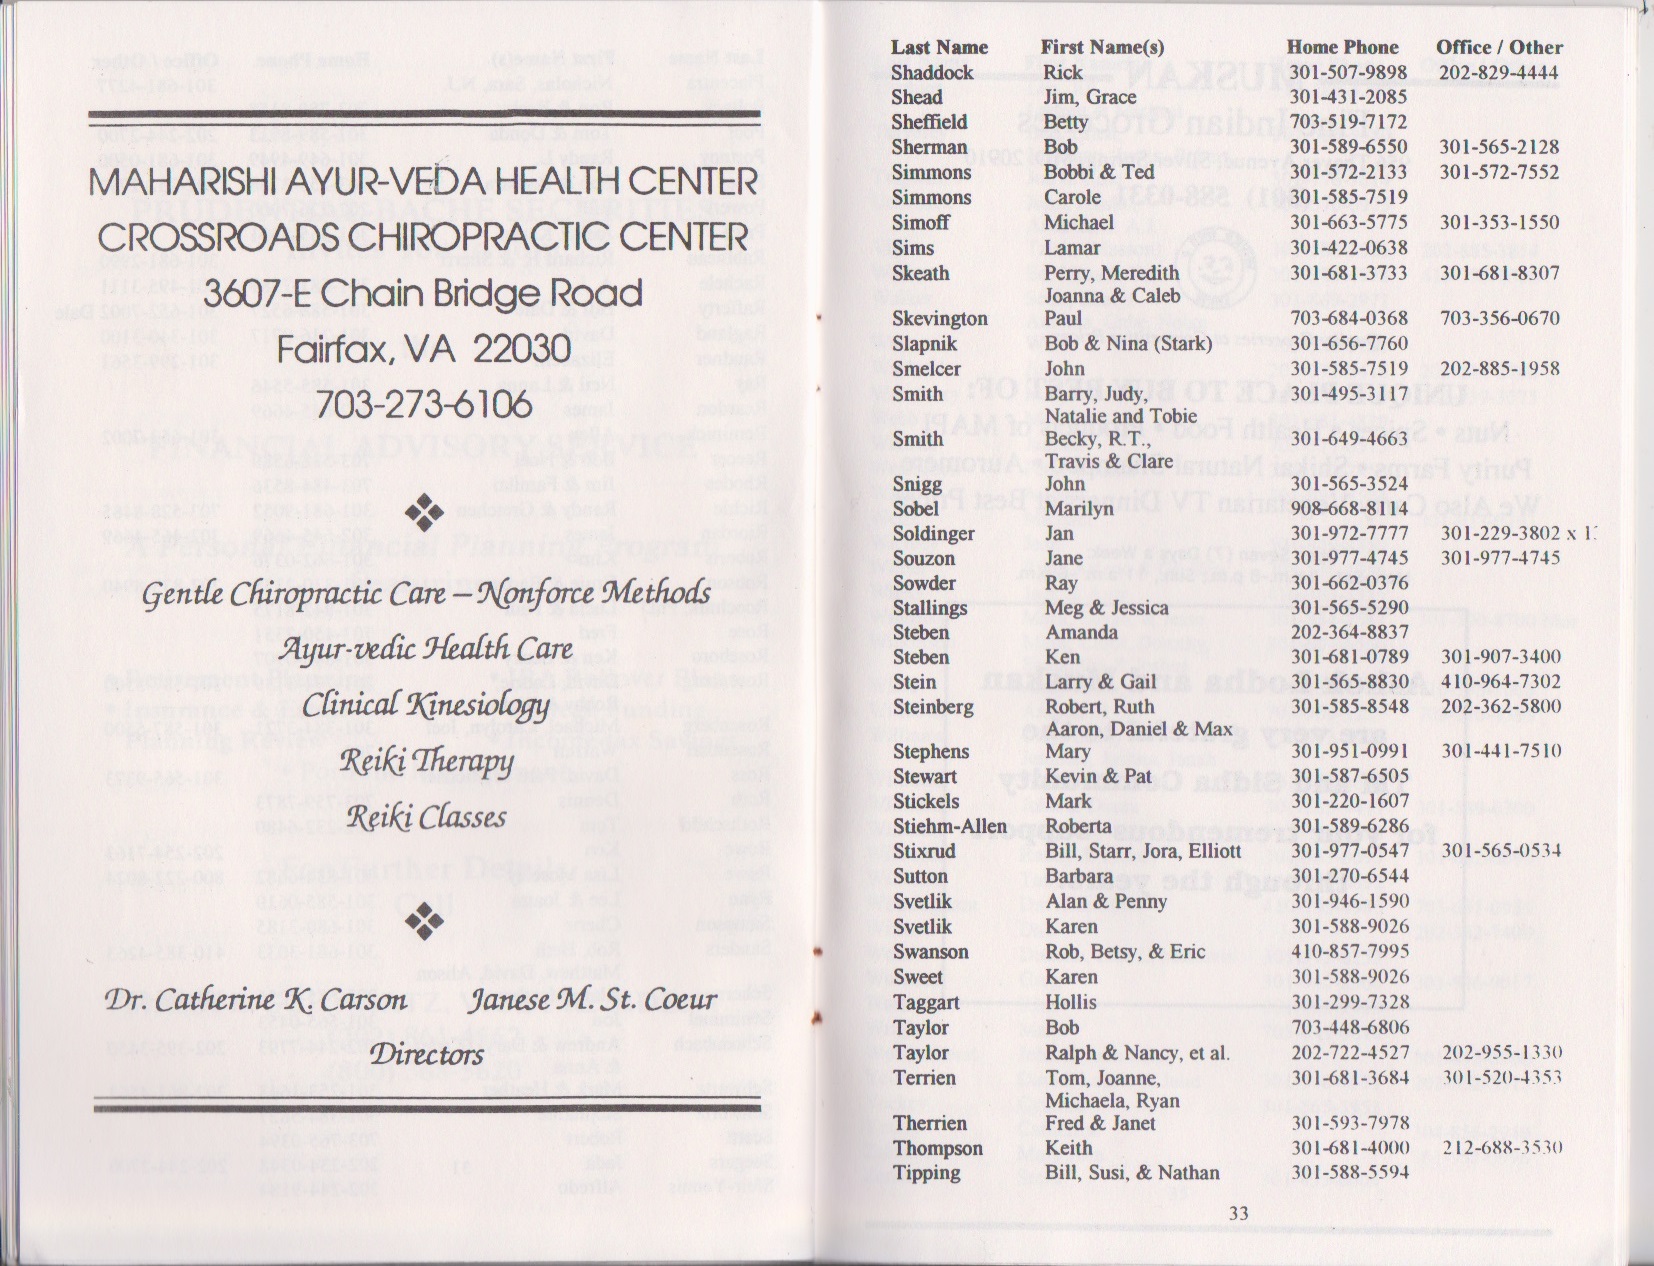 MAHARISHI AYUR-VEDA HEALTH CENTER
CROSSROADS CHIROPRACTIC CENTER
3607-E Chain Bridge Road
Fairfax, VA 22030
703-273-6106
Gentle Chiropractic Care – Nonforce Methods
Ayur-vedic Health Care
Clinical Kinesiology
Reiki Therapy
Reiki Classes
Dr. Catherine K. Carson Janese M. St. Coeur
Directors
Last Name First Name(s) Home Phone Office / Other
Shaddock Rick 301-507-9898 202-829-4444
Shead Jim, Grace 301-431-2085
Sheffield Betty 703-519-7172
Sherman Bob 301-589-6550 301-565-2128
Simmons Bobbi & Ted 301-572-2133 301-572-7552
Simmons Carole 301-585-7519
Simoff Michael 301-663-5775 301-353-1550
Sims Lamar 301-422-0638
Skeath Perry, Meredith 301-681-3733 301-681-8307
Joanna & Caleb
Skevington Paul 703-684-0368 703-356-0670
Slapnik Bob & Nina (Stark) 301-656-7760
Smelcer John 301-585-7519 202-885-1958
Smith Barry, Judy, 301-495-3117
Natalie and Tobie
Smith Becky, R.T., 301-649-4663
Travis & Clare
Snigg John 301-565-3524
Sobel Marilyn 908-668-8114
Soldinger Jan 301-972-7777 301-229-3802 x
Souzon Jane 301-977-4745 301-977-4745
Sowder Ray 301-662-0376
Stallings Meg & Jessica 301-565-5290
Steben Amanda 202-364-8837
Steben Ken 301-681-0789 301-907-3400
Stein Larry & Gail 301-565-8830 410-964-7302
Steinberg Robert, Ruth 301-585-8548 202-362-5800
Aaron, Daniel & Max
Stephens Mary 301-951-0991 301-441-7510
Stewart Kevin & Pat 301-587-6505
Stickels Mark 301-220-1607
Stiehm-Allen Roberta 301-589-6286
Stixrud Bill, Starr, Jora, Elliott 301-977-0547 301-565-0534
Sutton Barbara 301-270-6544
Svetlik Alan & Penny 301-946-1590
Svetlik Karen 301-588-9026
Swanson Rob, Betsy, & Eric 410-857-7995
Sweet Karen 301-588-9026
Taggart Hollis 301-299-7328
Taylor Bob 703-448-6806
Taylor Ralph & Nancy, et al. 202-722-4527 202-955-1330
Terrien Tom, Joanne, 301-681-3684 301-520-4353
Michaela, Ryan
Therrien Fred & Janet 301-593-7978
Thompson Keith 301-681-4000 212-688-3530
Tipping Bill, Susi, & Nathan 301-588-5594
33